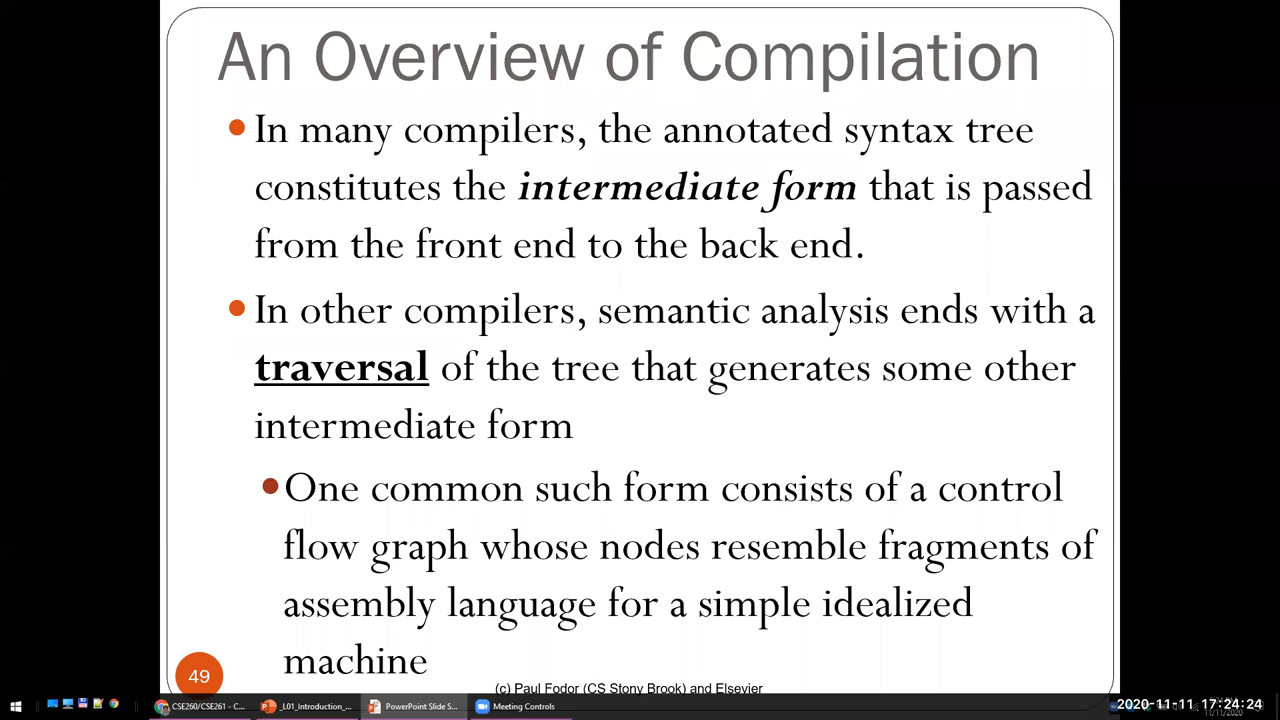 An Overview of Compilation
In many compilers, the annotated syntax tree
constitutes the intermediate form that is passed
from the front end to the back end.
In other compilers, semantic analysis ends with a
traversal of the tree that generates some other
intermediate form
One common such form consists of a control
flow graph whose nodes resemble fragments of
assembly language for a simple idealized
machine
49
(c) Paul Fodor (CS Stony Brook) and Elsevier
CSE260/CSE261 - C...
_L01_Introduction_...
PowerPoint Slide S...
Meeting Controls
2020-11-11 17:24:24